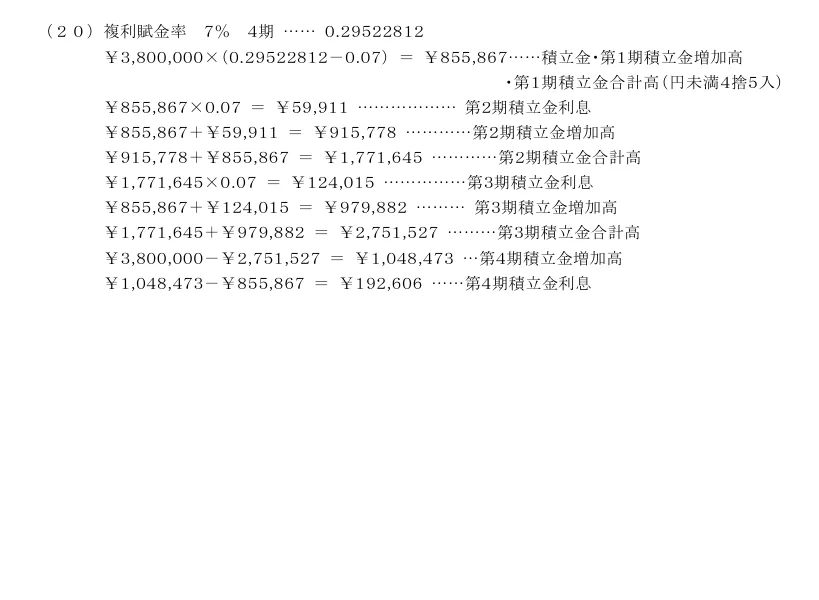 （２０）複利賦金率　7％　4期 …… 0.29522812
￥3,800,000×（0.29522812－0.07） ＝ ￥855,867……積立金・第1期積立金増加高
・第1期積立金合計高（円未満4捨5入）
￥855,867×0.07 ＝ ￥59,911 ……………… 第2期積立金利息
￥855,867＋￥59,911 ＝ ￥915,778 …………第2期積立金増加高
￥915,778＋￥855,867 ＝ ￥1,771,645 …………第2期積立金合計高
￥1,771,645×0.07 ＝ ￥124,015 ……………第3期積立金利息
￥855,867＋￥124,015 ＝ ￥979,882 ……… 第3期積立金増加高
￥1,771,645＋￥979,882 ＝ ￥2,751,527 ………第3期積立金合計高
￥3,800,000－￥2,751,527 ＝ ￥1,048,473 …第4期積立金増加高
￥1,048,473－￥855,867 ＝ ￥192,606 ……第4期積立金利息